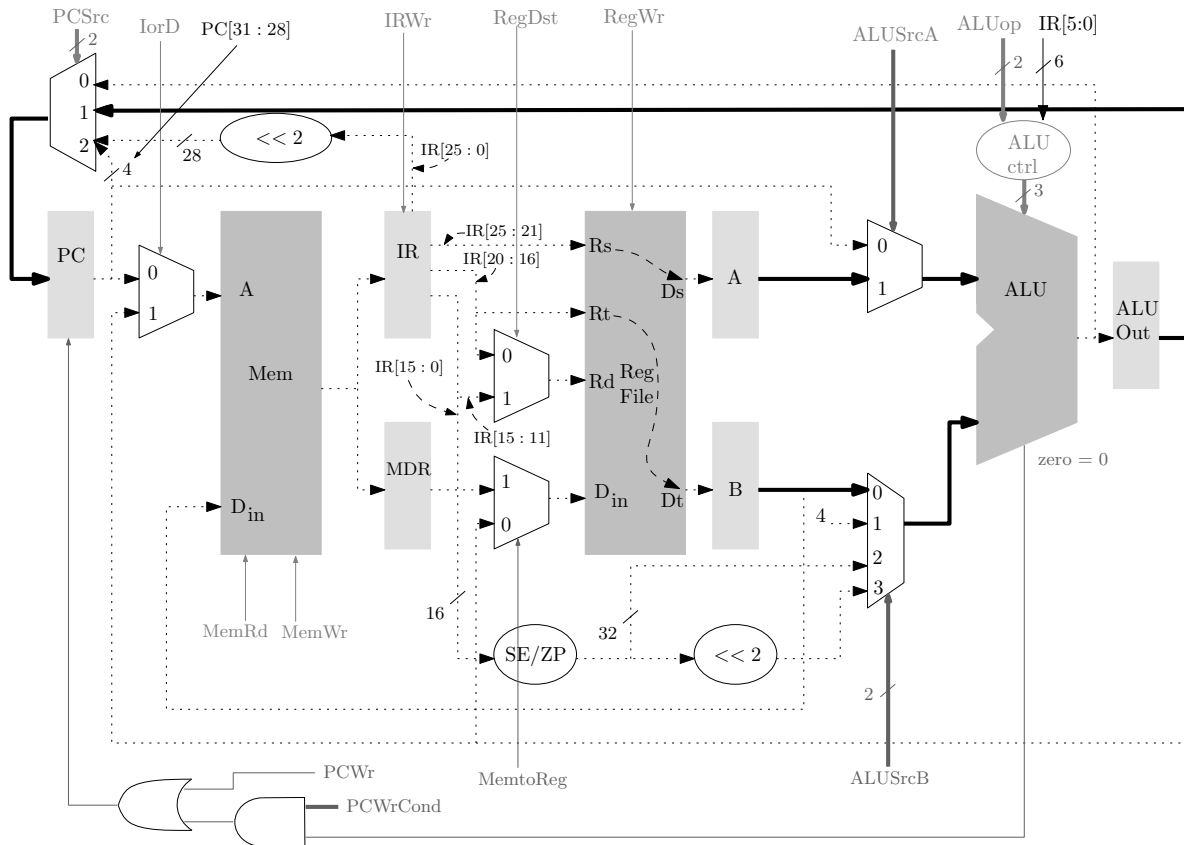 PCSrc
2
IorD
PC[31 : 28]
IRWr
RegDst
RegWr
ALUSrcA
ALUop
IR[5:0]
2
6
0
1
2
<< 2
28
4
IR[25 : 0]
ALU
ctrl
3
PC
0
1
A
Mem
D in
IR
IR[25 : 21]
IR[20 : 16]
IR[15 : 0]
0
1
IR[15 : 11]
MDR
1
0
Rs
Ds
Rt
Rd
Reg
File
D in
Dt
A
B
0
1
ALU
ALU
Out
zero = 0
0
4
1
2
3
16
SE/ZP
32
<< 2
MemRd
MemWr
2
MemtoReg
ALUSrcB
PCWr
PCWrCond